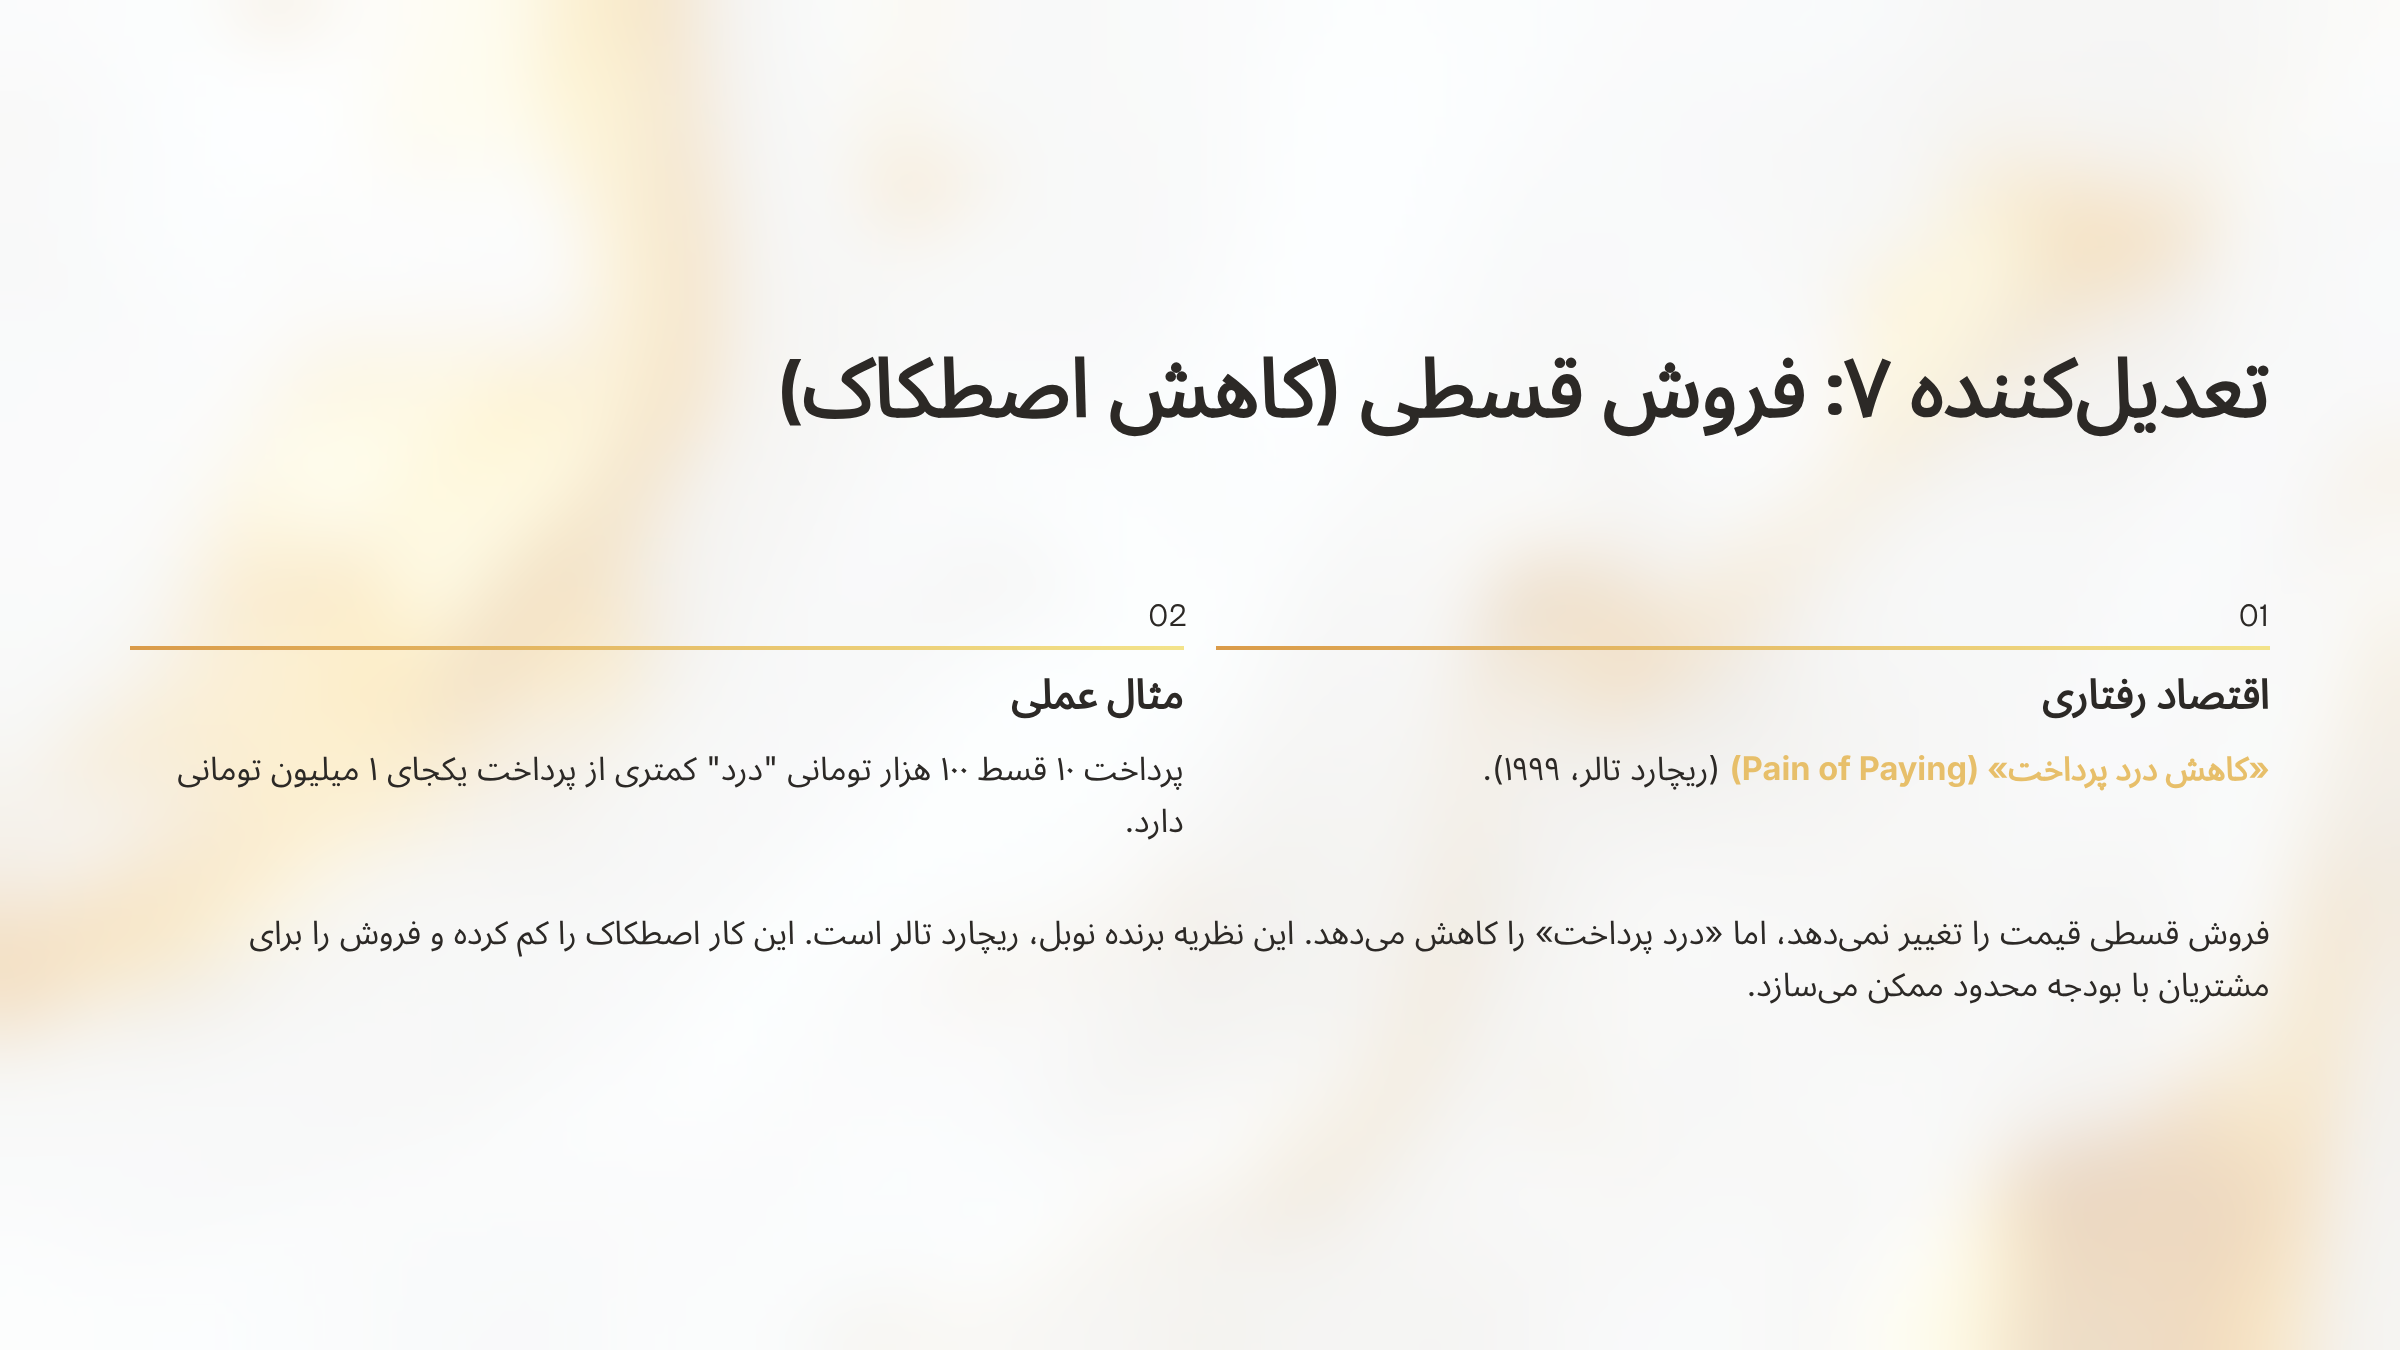 تعدیل‌کننده ۷: فروش قسطی (کاهش اصطکاک)
01
اقتصاد رفتاری
«کاهش درد پرداخت» (Pain of Paying) (ریچارد تالر، ۱۹۹۹).
02
مثال عملی
پرداخت ۱۰ قسط ۱۰۰ هزار تومانی "درد" کمتری از پرداخت یکجای ۱ میلیون تومانی
دارد.
فروش قسطی قیمت را تغییر نمی‌دهد، اما «درد پرداخت» را کاهش می‌دهد. این نظریه برنده نوبل، ریچارد تالر است. این کار اصطکاک را کم کرده و فروش را برای
مشتریان با بودجه محدود ممکن می‌سازد.